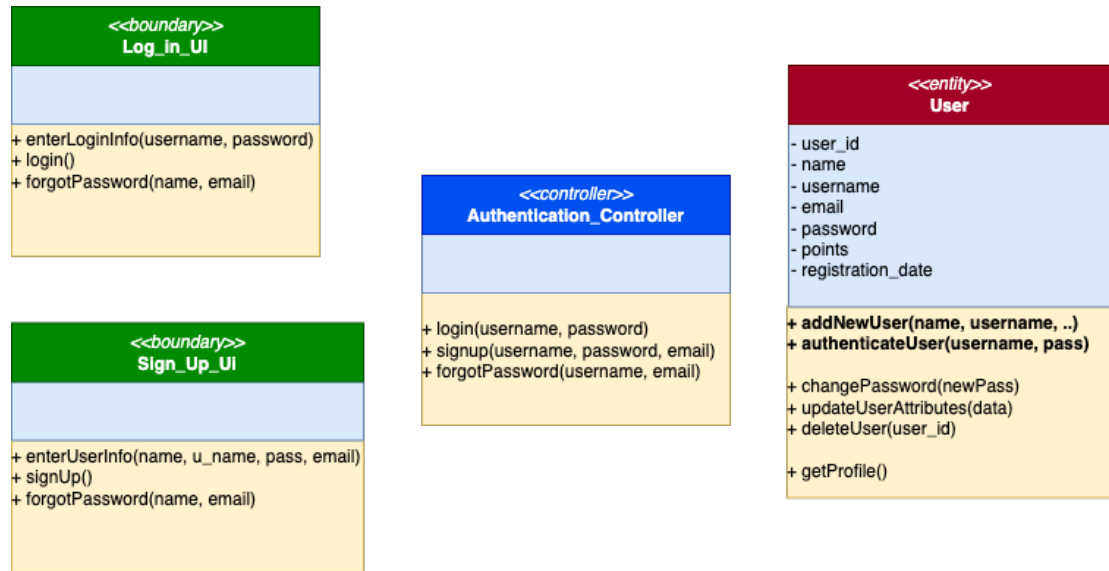 <<boundary>>
Log_in_UI
+ enterLoginInfo(username, password)
+ login()
+ forgotPassword(name, email)
<<boundary>>
Sign_Up_UI
+ enterUserInfo(name, u_name, pass, email)
+ signUp()
+ forgotPassword(name, email)
<<controller>>
Authentication_Controller
+ login(username, password)
+ signup(username, password, email)
+ forgotPassword(username, email)
<<entity>>
User
- user_id
- name
- username
- email
- password
- points
- registration_date
+ addNewUser(name, username, ..)
+ authenticateUser(username, pass)
+ changePassword(newPass)
+ updateUserAttributes(data)
+ deleteUser(user_id)
+ getProfile()